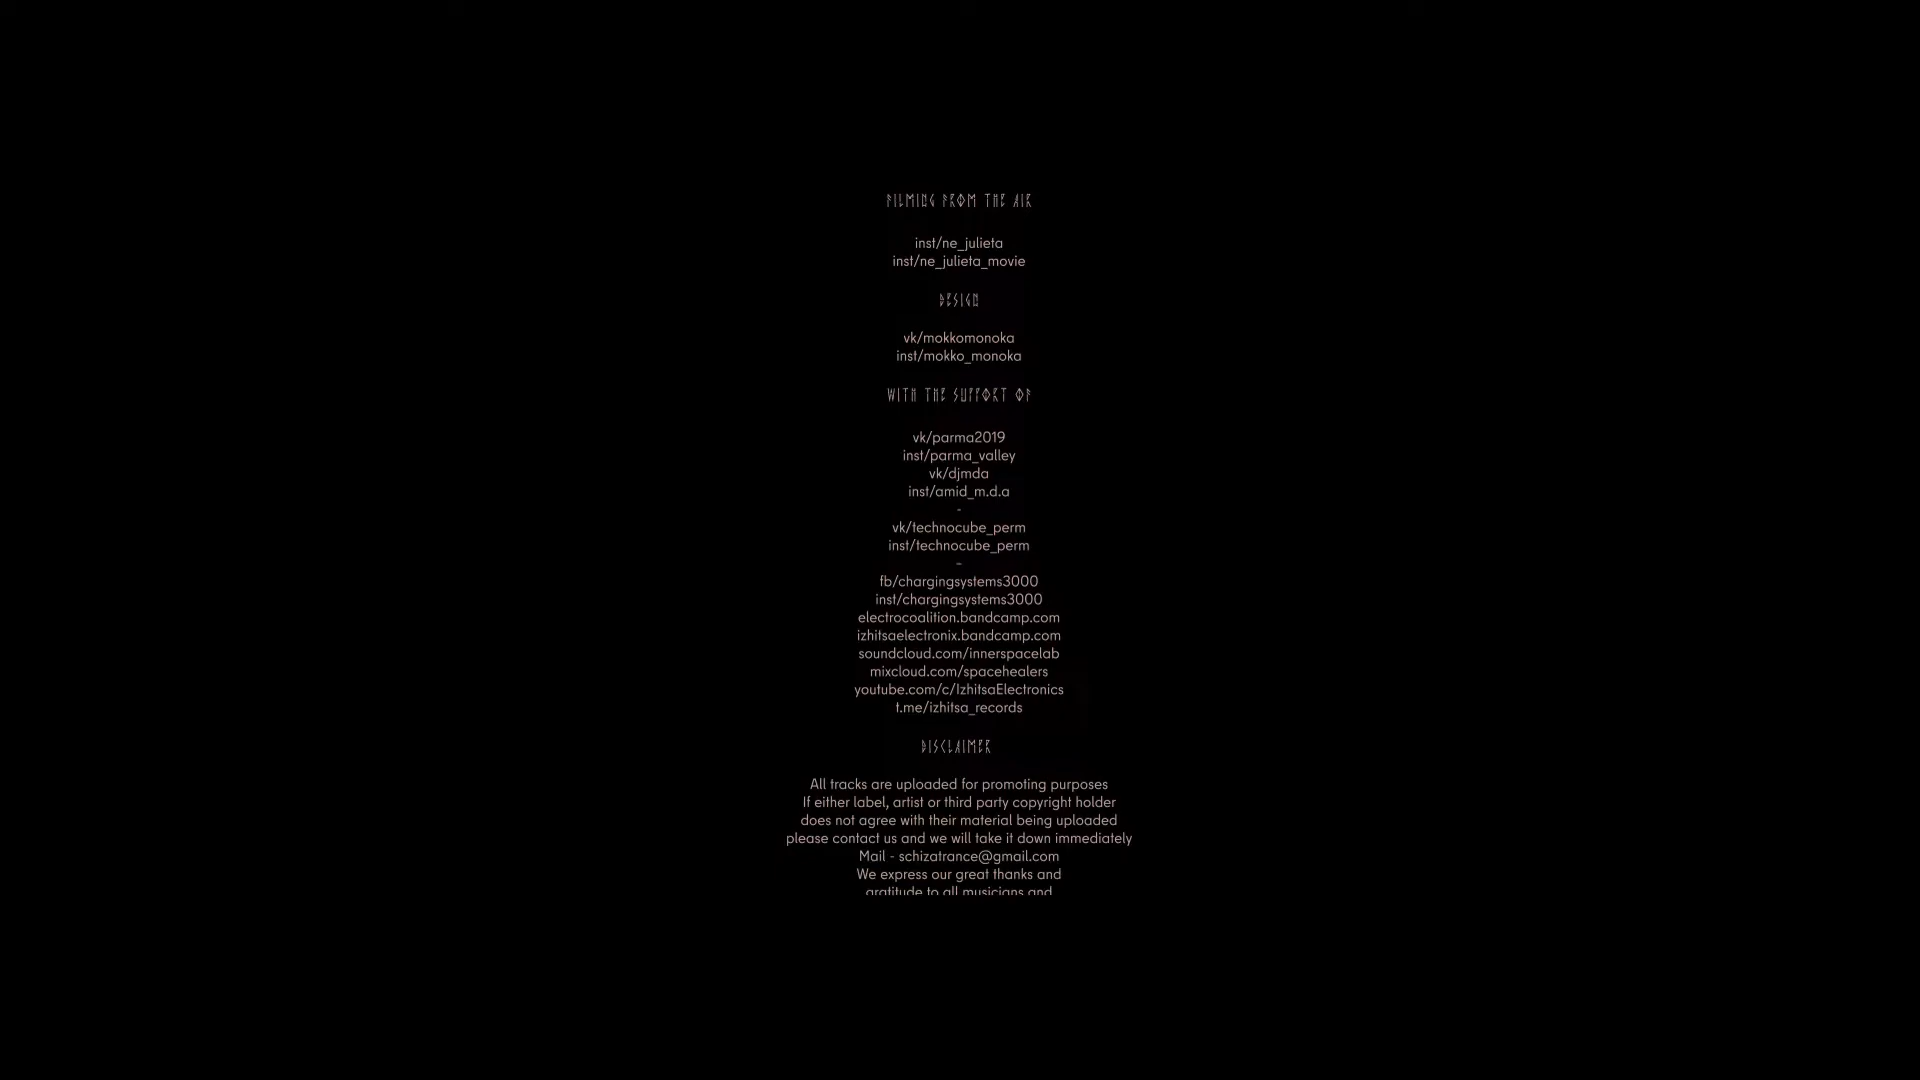 FILMING FROM THE AIR
inst/ne_julieta
inst/ne_julieta_movie
DESIGN
vk/mokkomonoka
inst/mokko_monoka
WITH THE SUPPORT OF
vk/parma2019
inst/parma_valley
vk/djmda
inst/amid_m.d.a
-
vk/technocube_perm
inst/technocube_perm
-
fb/chargingsystems3000
inst/chargingsystems3000
electrocoalition.bandcamp.com
izhitsaelectronix.bandcamp.com
soundcloud.com/innerspacelab
mixcloud.com/spacehealers
youtube.com/c/IzhitsaElectronics
t.me/izhitsa_records
DISCLAIMER
All tracks are uploaded for promoting purposes
If either label, artist or third party copyright holder
does not agree with their material being uploaded
please contact us and we will take it down immediately
Mail - schizatrance@gmail.com
We express our great thanks and
gratitude to all musicians and